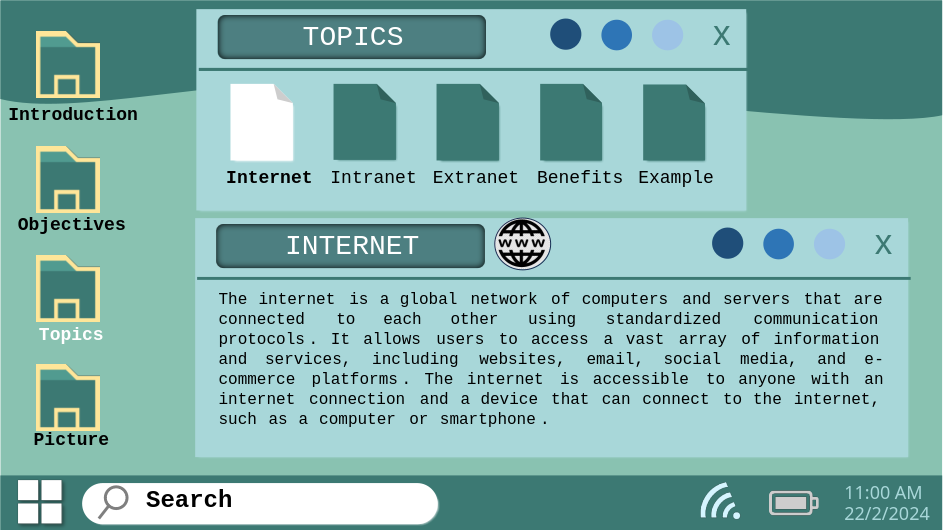 TOPICS
X
Introduction
Internet Intranet Extranet Benefits Example
Objectives
INTERNET
W W W
X
The internet is a global network of computers and servers that are
connected to each other using standardized communication
protocols. It allows users to access a vast array of information
and services, including websites, email, social media, and e-
commerce platforms. The internet is accessible to anyone with an
internet connection and a device that can connect to the internet,
such as a computer or smartphone.
Topics
Picture
Search
11:00 AM
22/2/2024